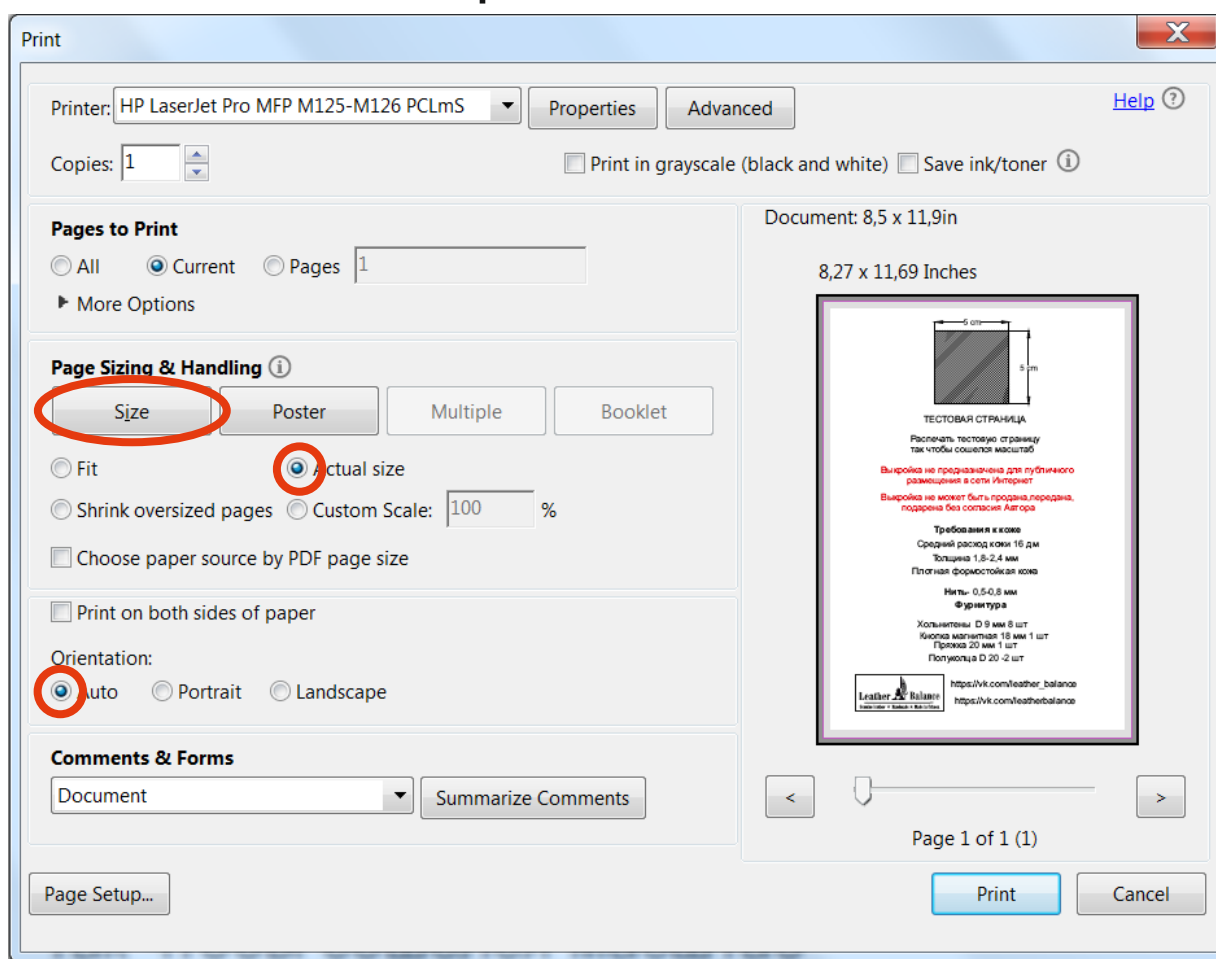 Print
X
Printer: HP LaserJet Pro MFP M125-M126 PCLmS Properties Advanced Help ?
Copies: 1 Print in grayscale (black and white) Save ink/toner i
Pages to Print
All Current Pages 1
More Options
Page Sizing & Handling i
Size Poster Multiple Booklet
Fit Actual size
Shrink oversized pages Custom Scale: 100 %
Choose paper source by PDF page size
Print on both sides of paper
Orientation:
Auto Portrait Landscape
Comments & Forms
Document Summarize Comments
Page Setup...
Document: 8,5 x 11,9in
8,27 x 11,69 Inches
5 cm
5 cm
ТЕСТОВАЯ СТРАНИЦА
Распечать тестовую страницу
так чтобы сошелся масштаб
Выкройка не предназначена для публичного
размещения в сети Интернет
Выкройка не может быть продана,передана,
подарена без согласия Автора
Требования к коже
Средний расход кожи 16 дм
Толщина 1,8-2,4 мм
Плотная формостойкая кожа
Нить- 0,5-0,8 мм
Фурнитура
Хольнитены D 9 мм 8 шт
Кнопка магнитная 18 мм 1 шт
Пряжка 20 мм 1 шт
Полукольца D 20 -2 шт
Leather Balance
https://vk.com/leather_balance
https://vk.com/leatherbalance
< >
Page 1 of 1 (1)
Print Cancel